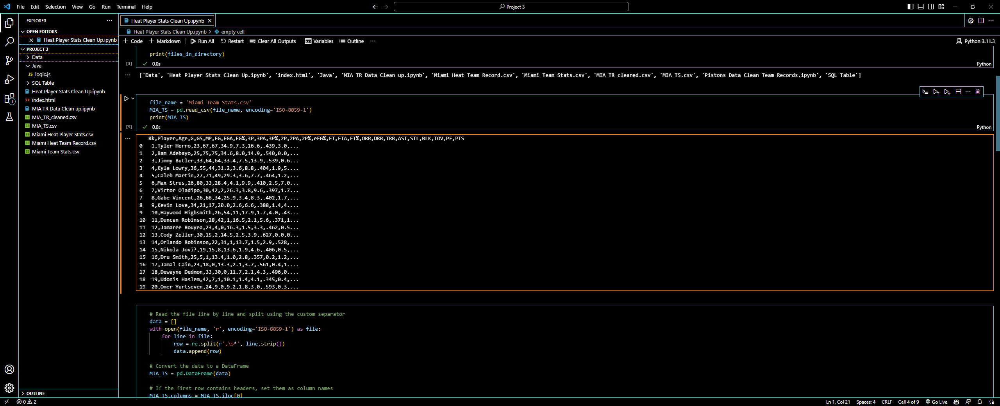 File Edit Selection View Go Run Terminal Help
Project 3
EXPLORER
OPEN EDITORS
Heat Player Stats Clean Up.ipynb
PROJECT 3
Data
Java
JS logic.js
SQL Table
Heat Player Stats Clean Up.ipynb
index.html
MIA TR Data Clean up.ipynb
MIA_TR_cleaned.csv
MIA_TS.csv
Miami Heat Player Stats.csv
Miami Heat Team Record.csv
Miami Team Stats.csv
OUTLINE
1
Heat Player Stats Clean Up.ipynb
Heat Player Stats Clean Up.ipynb > empty cell
+ Code + Markdown Run All Restart Clear All Outputs Variables Outline ...
Python 3.11.3
print(files_in_directory)
[3] 0.0s
Python
['Data', 'Heat Player Stats Clean Up.ipynb', 'index.html', 'Java', 'MIA TR Data Clean up.ipynb', 'Miami Heat Team Record.csv', 'Miami Team Stats.csv', 'MIA_TR_cleaned.csv', 'MIA_TS.csv', 'Pistons Data Clean Team Records.ipynb', 'SQL Table']
file_name = 'Miami Team Stats.csv'
MIA_TS = pd.read_csv(file_name, encoding='ISO-8859-1')
print(MIA_TS)
[5] 0.0s
Python
Rk,Player,Age,G,GS,MP,FG,FGA,FG%,3P,3PA,3P%,2P,2PA,2P%,eFG%,FT,FTA,FT%,ORB,DRB,TRB,AST,STL,BLK,TOV,PF,PTS
0 1,Tyler Herro,23,67,67,34.9,7.3,16.6,.439,3.0,...
1 2,Bam Adebayo,25,75,75,34.6,8.0,14.9,.540,0.0,...
2 3,Jimmy Butler,33,64,64,33.4,7.5,13.9,.539,0.6...
3 4,Kyle Lowry,36,55,44,31.2,3.6,8.8,.404,1.9,5....
4 5,Caleb Martin,27,71,49,29.3,3.6,7.7,.464,1.2,...
5 6,Max Strus,26,80,33,28.4,4.1,9.9,.410,2.5,7.0...
6 7,Victor Oladipo,30,42,2,26.3,3.8,9.6,.397,1.7...
7 8,Gabe Vincent,26,68,34,25.9,3.4,8.3,.402,1.7,...
8 9,Kevin Love,34,21,17,20.0,2.6,6.6,.388,1.4,4....
9 10,Haywood Highsmith,26,54,11,17.9,1.7,4.0,.43...
10 11,Duncan Robinson,28,42,1,16.5,2.1,5.6,.371,1...
11 12,Jamaree Bouyea,23,4,0,16.3,1.5,3.3,.462,0.5...
12 13,Cody Zeller,30,15,2,14.5,2.5,3.9,.627,0.0,0...
13 14,Orlando Robinson,22,31,1,13.7,1.5,2.9,.528,...
14 15,Nikola Jovi?,19,15,8,13.6,1.9,4.6,.406,0.5,...
15 16,Dru Smith,25,5,1,13.4,1.0,2.8,.357,0.2,1.2,...
16 17,Jamal Cain,23,18,0,13.3,2.1,3.7,.561,0.4,1....
17 18,Dewayne Dedmon,33,30,0,11.7,2.1,4.3,.496,0....
18 19,Udonis Haslem,42,7,1,10.1,1.4,4.1,.345,0.4,...
19 20,Omer Yurtseven,24,9,0,9.2,1.8,3.0,.593,0.3,...
# Read the file line by line and split using the custom separator
data = []
with open(file_name, 'r', encoding='ISO-8859-1') as file:
for line in file:
row = re.split(r',\s*', line.strip())
data.append(row)
# Convert the data to a DataFrame
MIA_TS = pd.DataFrame(data)
# If the first row contains headers, set them as column names
MIA_TS.columns = MIA_TS.iloc[0]
0 2
Ln 1, Col 21 Spaces: 4 CRLF Cell 4 of 9 Go Live